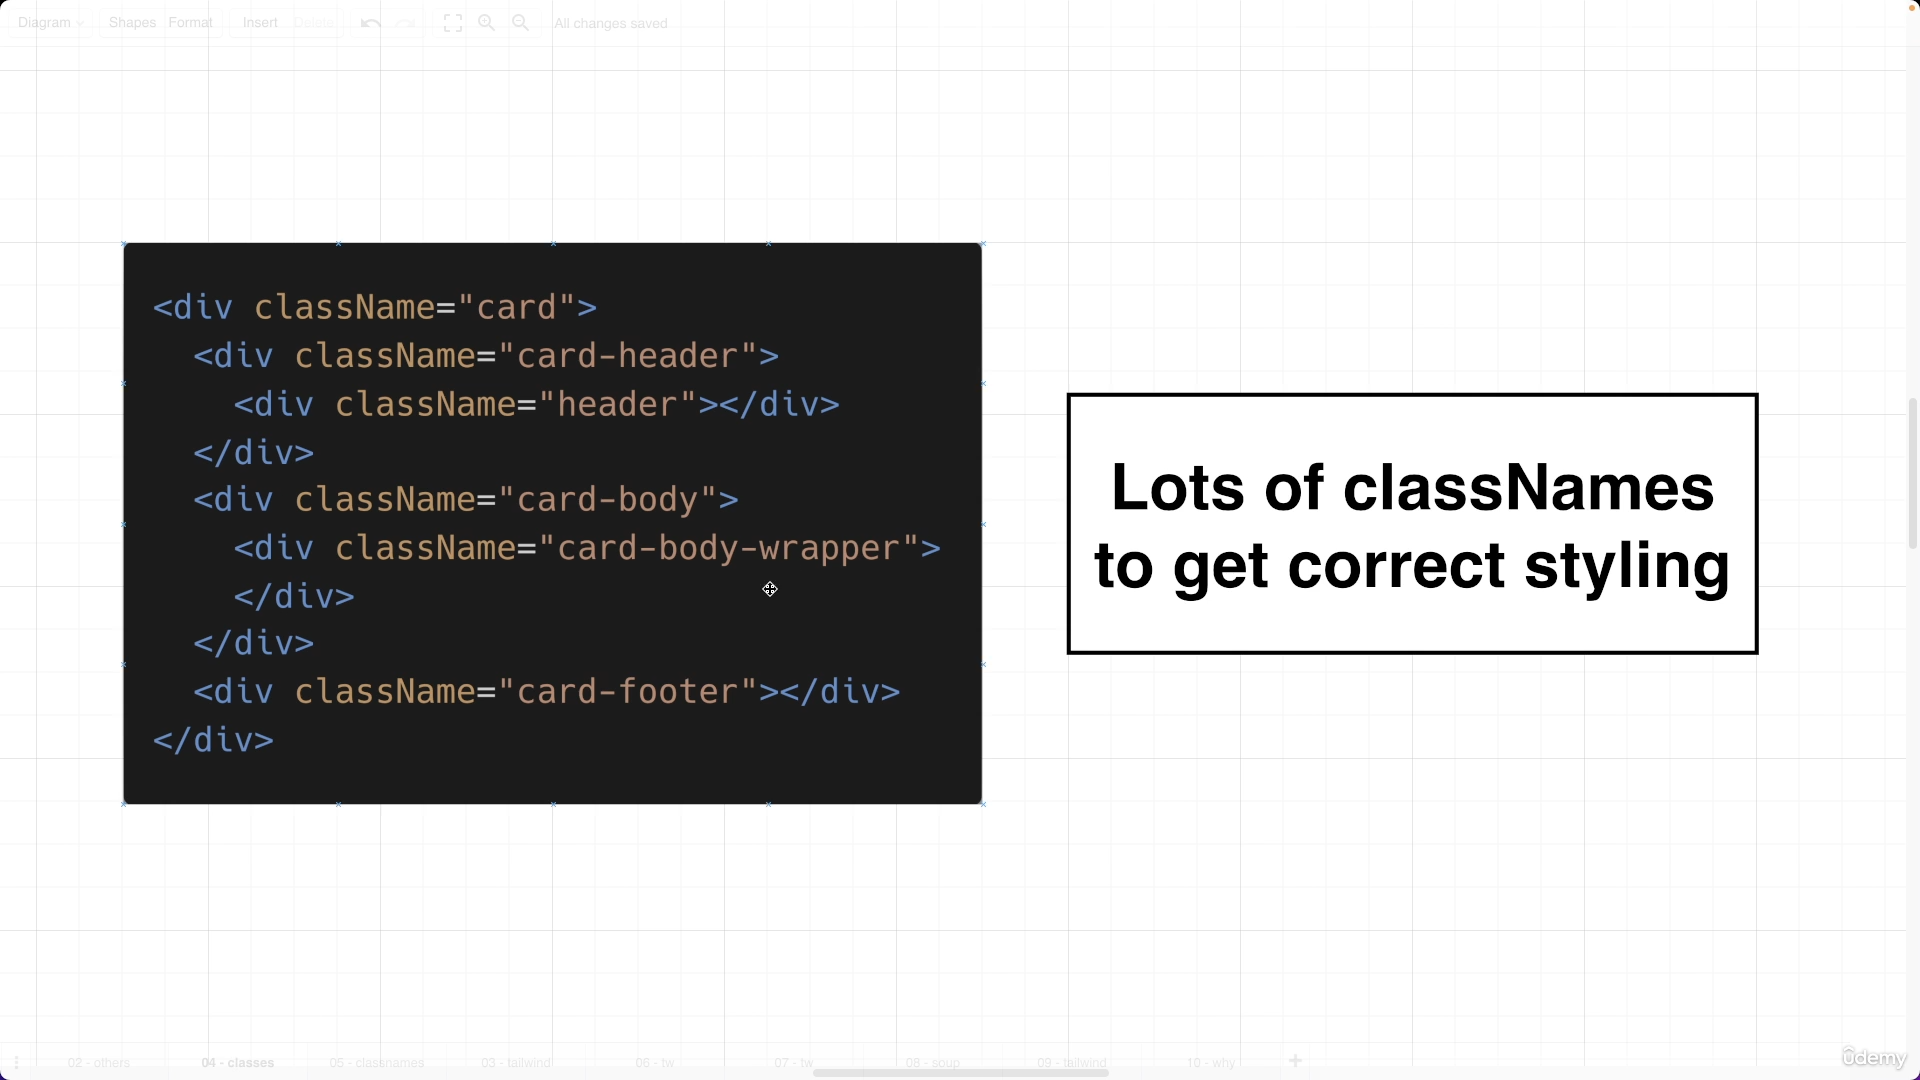 Diagram Shapes Format Insert Delete All changes saved
<div className="card">
<div className="card-header">
<div className="header"></div>
</div>
<div className="card-body">
<div className="card-body-wrapper">
</div>
</div>
<div className="card-footer"></div>
</div>
Lots of classNames
to get correct styling
02 - others 04 - classes 05 - classnames 03 - tailwind 06 - tw 07 - tw 08 - soup 09 - tailwind 10 - why
ûdemy